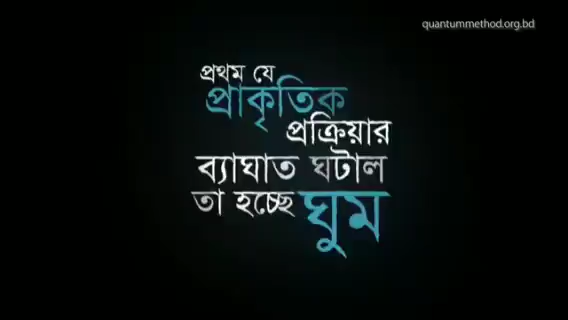 quantummethod.org.bd
প্রথম যে
প্রাকৃতিক
প্রক্রিয়ার
ব্যাঘাত ঘটাল
তা হচ্ছে ঘুম